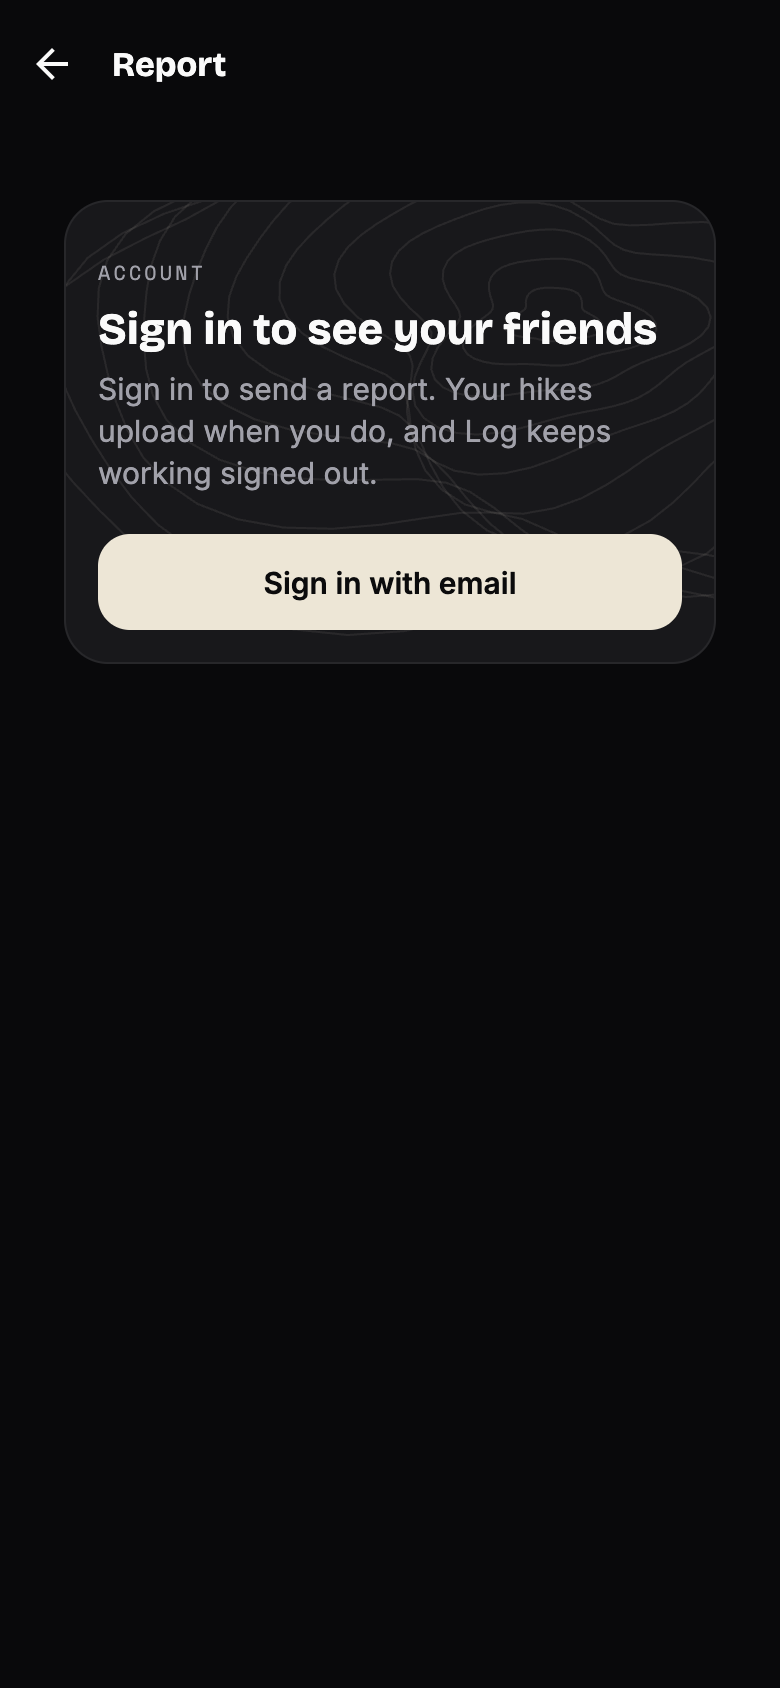 Report
ACCOUNT
Sign in to see your friends
Sign in to send a report. Your hikes
upload when you do, and Log keeps
working signed out.
Sign in with email